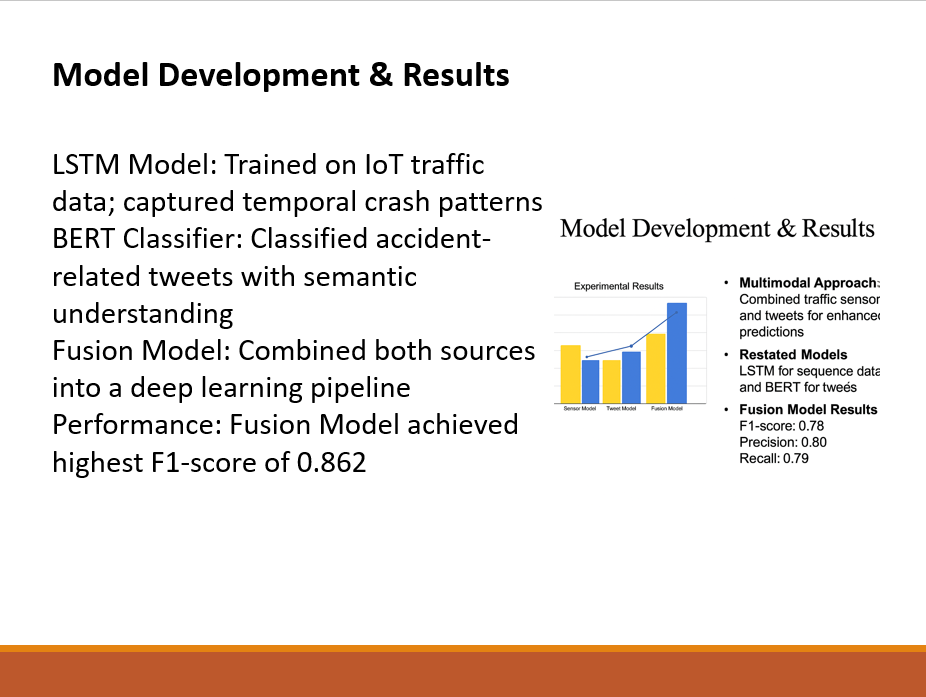 Model Development & Results
LSTM Model: Trained on IoT traffic
data; captured temporal crash patterns
BERT Classifier: Classified accident-
related tweets with semantic
understanding
Fusion Model: Combined both sources
into a deep learning pipeline
Performance: Fusion Model achieved
highest F1-score of 0.862
Model Development & Results
Experimental Results
Sensor Model Tweet Model Fusion Model
• Multimodal Approach:
Combined traffic sensor
and tweets for enhanced
predictions
• Restated Models
LSTM for sequence data
and BERT for tweés
• Fusion Model Results
F1-score: 0.78
Precision: 0.80
Recall: 0.79